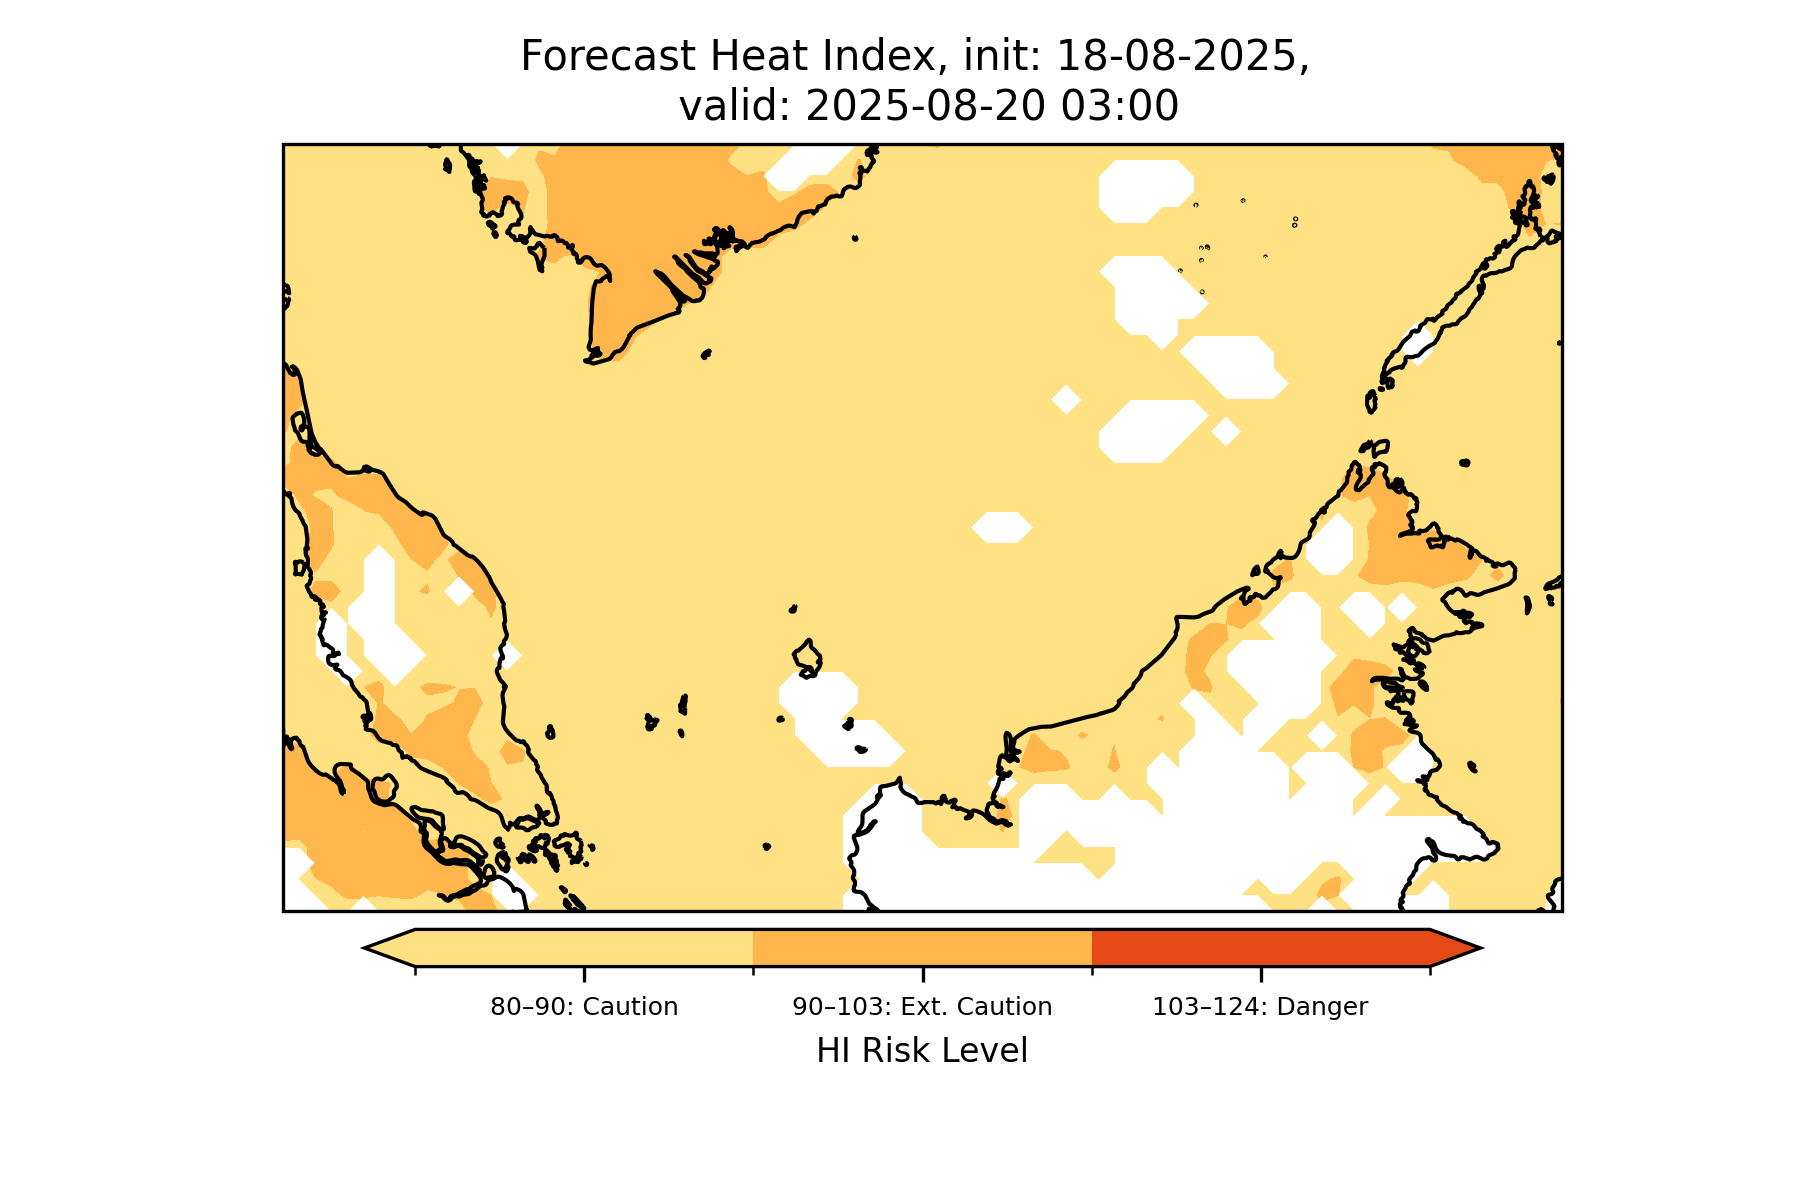 Forecast Heat Index, init: 18-08-2025,
valid: 2025-08-20 03:00
80–90: Caution
90–103: Ext. Caution
103–124: Danger
HI Risk Level